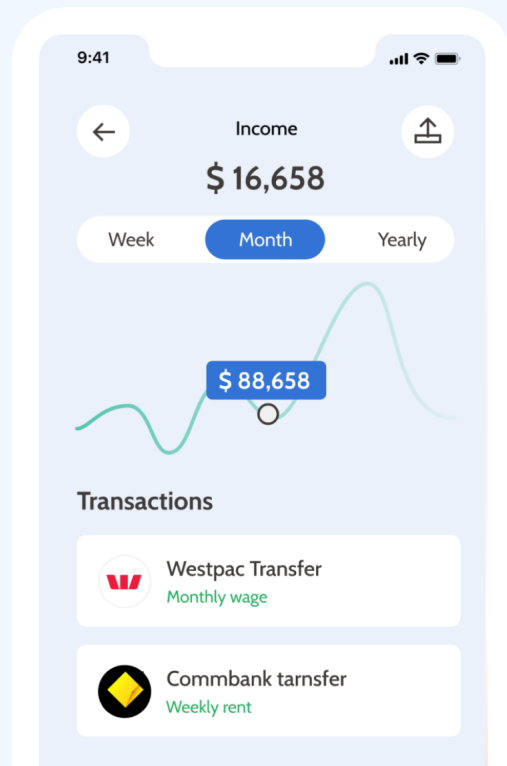 9:41
Income
$ 16,658
Week Month Yearly
$ 88,658
Transactions
Westpac Transfer
Monthly wage
Commbank tarnsfer
Weekly rent